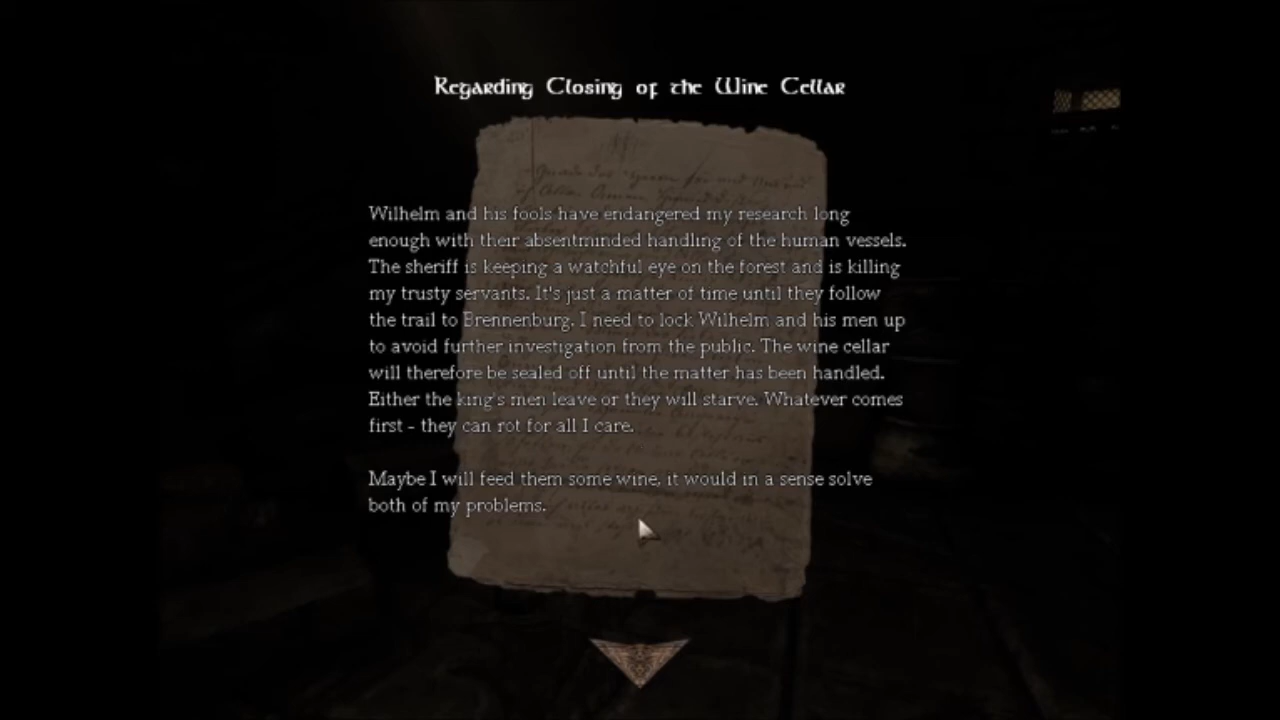 Regarding Closing of the Wine Cellar
Wilhelm and his fools have endangered my research long
enough with their absentminded handling of the human vessels.
The sheriff is keeping a watchful eye on the forest and is killing
my trusty servants. It's just a matter of time until they follow
the trail to Brennenburg. I need to lock Wilhelm and his men up
to avoid further investigation from the public. The wine cellar
will therefore be sealed off until the matter has been handled.
Either the king's men leave or they will starve. Whatever comes
first - they can rot for all I care.
Maybe I will feed them some wine, it would in a sense solve
both of my problems.